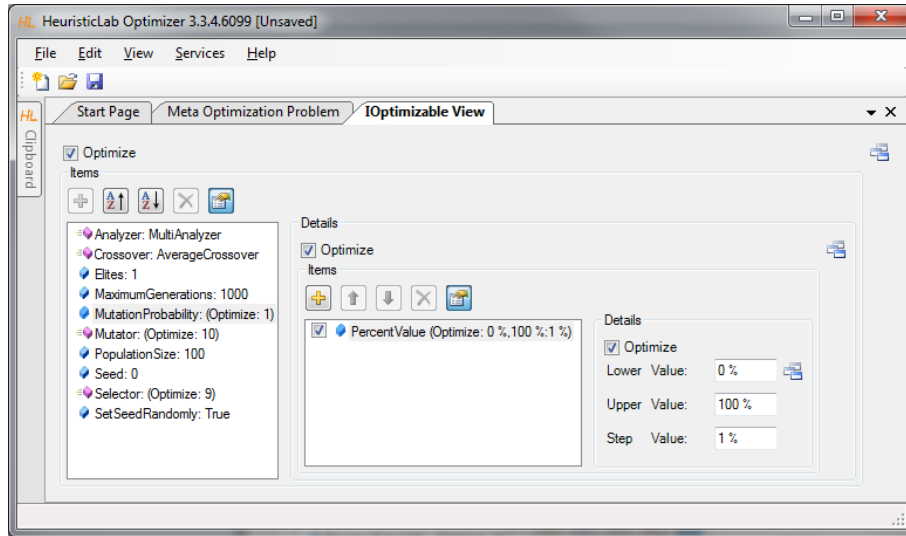 HL HeuristicLab Optimizer 3.3.4.6099 [Unsaved]
File Edit View Services Help
HL Clipboard
Start Page Meta Optimization Problem IOptimizable View
Optimize
Items
Analyzer: MultiAnalyzer
Crossover: AverageCrossover
Elites: 1
MaximumGenerations: 1000
MutationProbability: (Optimize: 1)
Mutator: (Optimize: 10)
PopulationSize: 100
Seed: 0
Selector: (Optimize: 9)
SetSeedRandomly: True
Details
Optimize
Items
PercentValue (Optimize: 0 %,100 %:1 %)
Details
Optimize
Lower Value: 0 %
Upper Value: 100 %
Step Value: 1 %